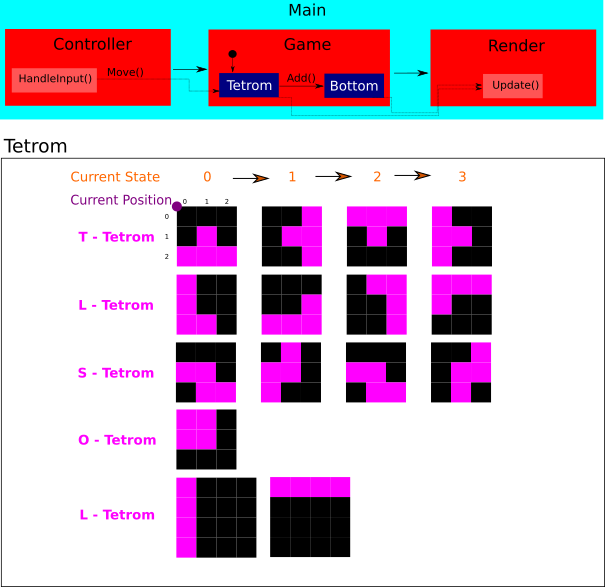 Main
Controller Game Render
HandleInput() Move() Tetrom Add() Bottom Update()
Tetrom
Current State 0 1 2 3
Current Position 0 1 2
0
T - Tetrom 1
2
L - Tetrom
S - Tetrom
O - Tetrom
L - Tetrom